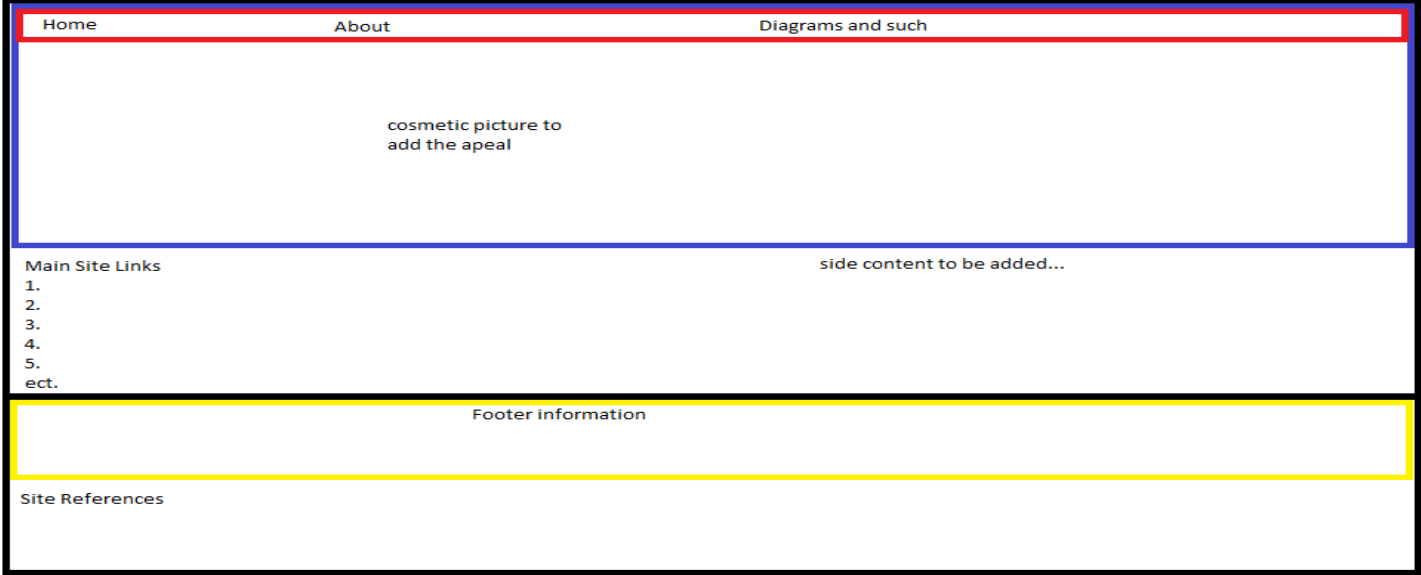 Home About Diagrams and such
cosmetic picture to
add the apeal
Main Site Links
side content to be added...
1.
2.
3.
4.
5.
ect.
Footer information
Site References